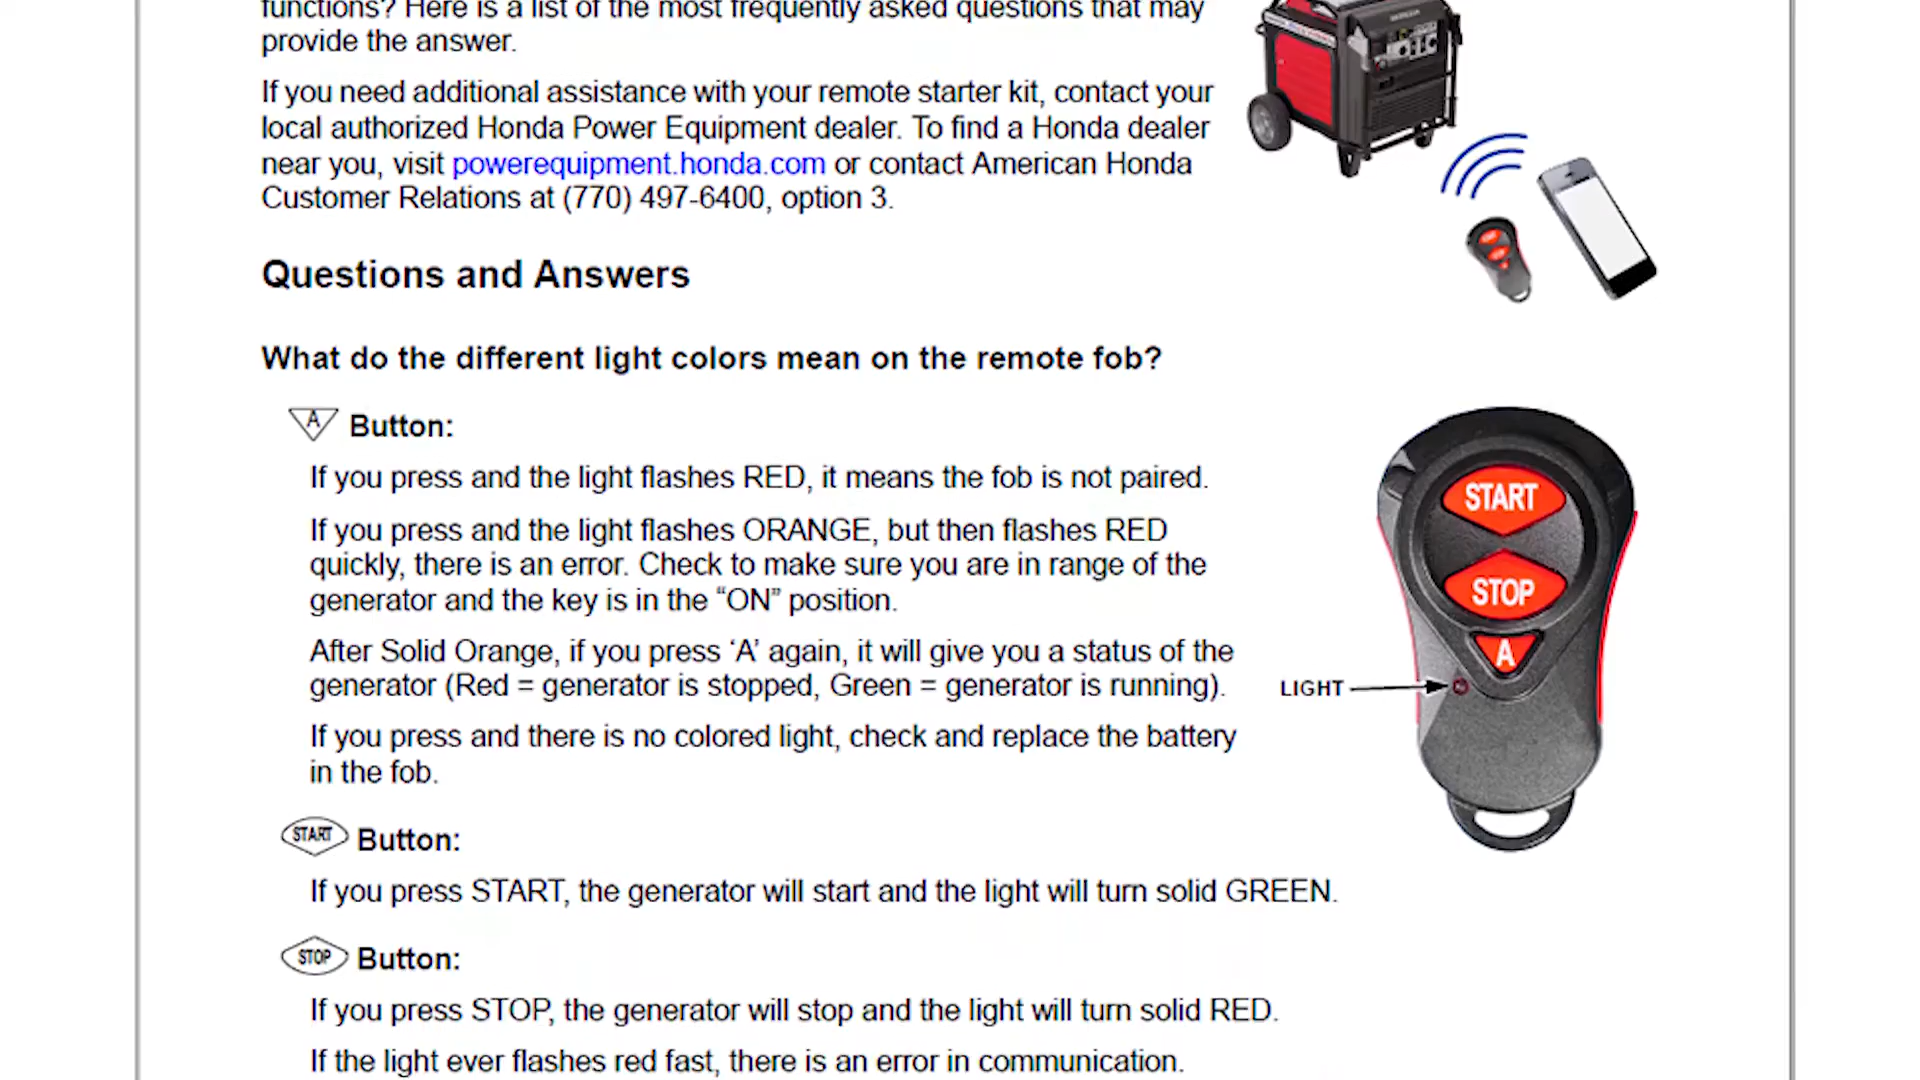 functions? Here is a list of the most frequently asked questions that may
provide the answer.
If you need additional assistance with your remote starter kit, contact your
local authorized Honda Power Equipment dealer. To find a Honda dealer
near you, visit powerequipment.honda.com or contact American Honda
Customer Relations at (770) 497-6400, option 3.
Questions and Answers
What do the different light colors mean on the remote fob?
A Button:
If you press and the light flashes RED, it means the fob is not paired.
If you press and the light flashes ORANGE, but then flashes RED
quickly, there is an error. Check to make sure you are in range of the
generator and the key is in the “ON” position.
After Solid Orange, if you press ‘A’ again, it will give you a status of the
generator (Red = generator is stopped, Green = generator is running).
If you press and there is no colored light, check and replace the battery
in the fob.
START
STOP
A
LIGHT
START Button:
If you press START, the generator will start and the light will turn solid GREEN.
STOP Button:
If you press STOP, the generator will stop and the light will turn solid RED.
If the light ever flashes red fast, there is an error in communication.